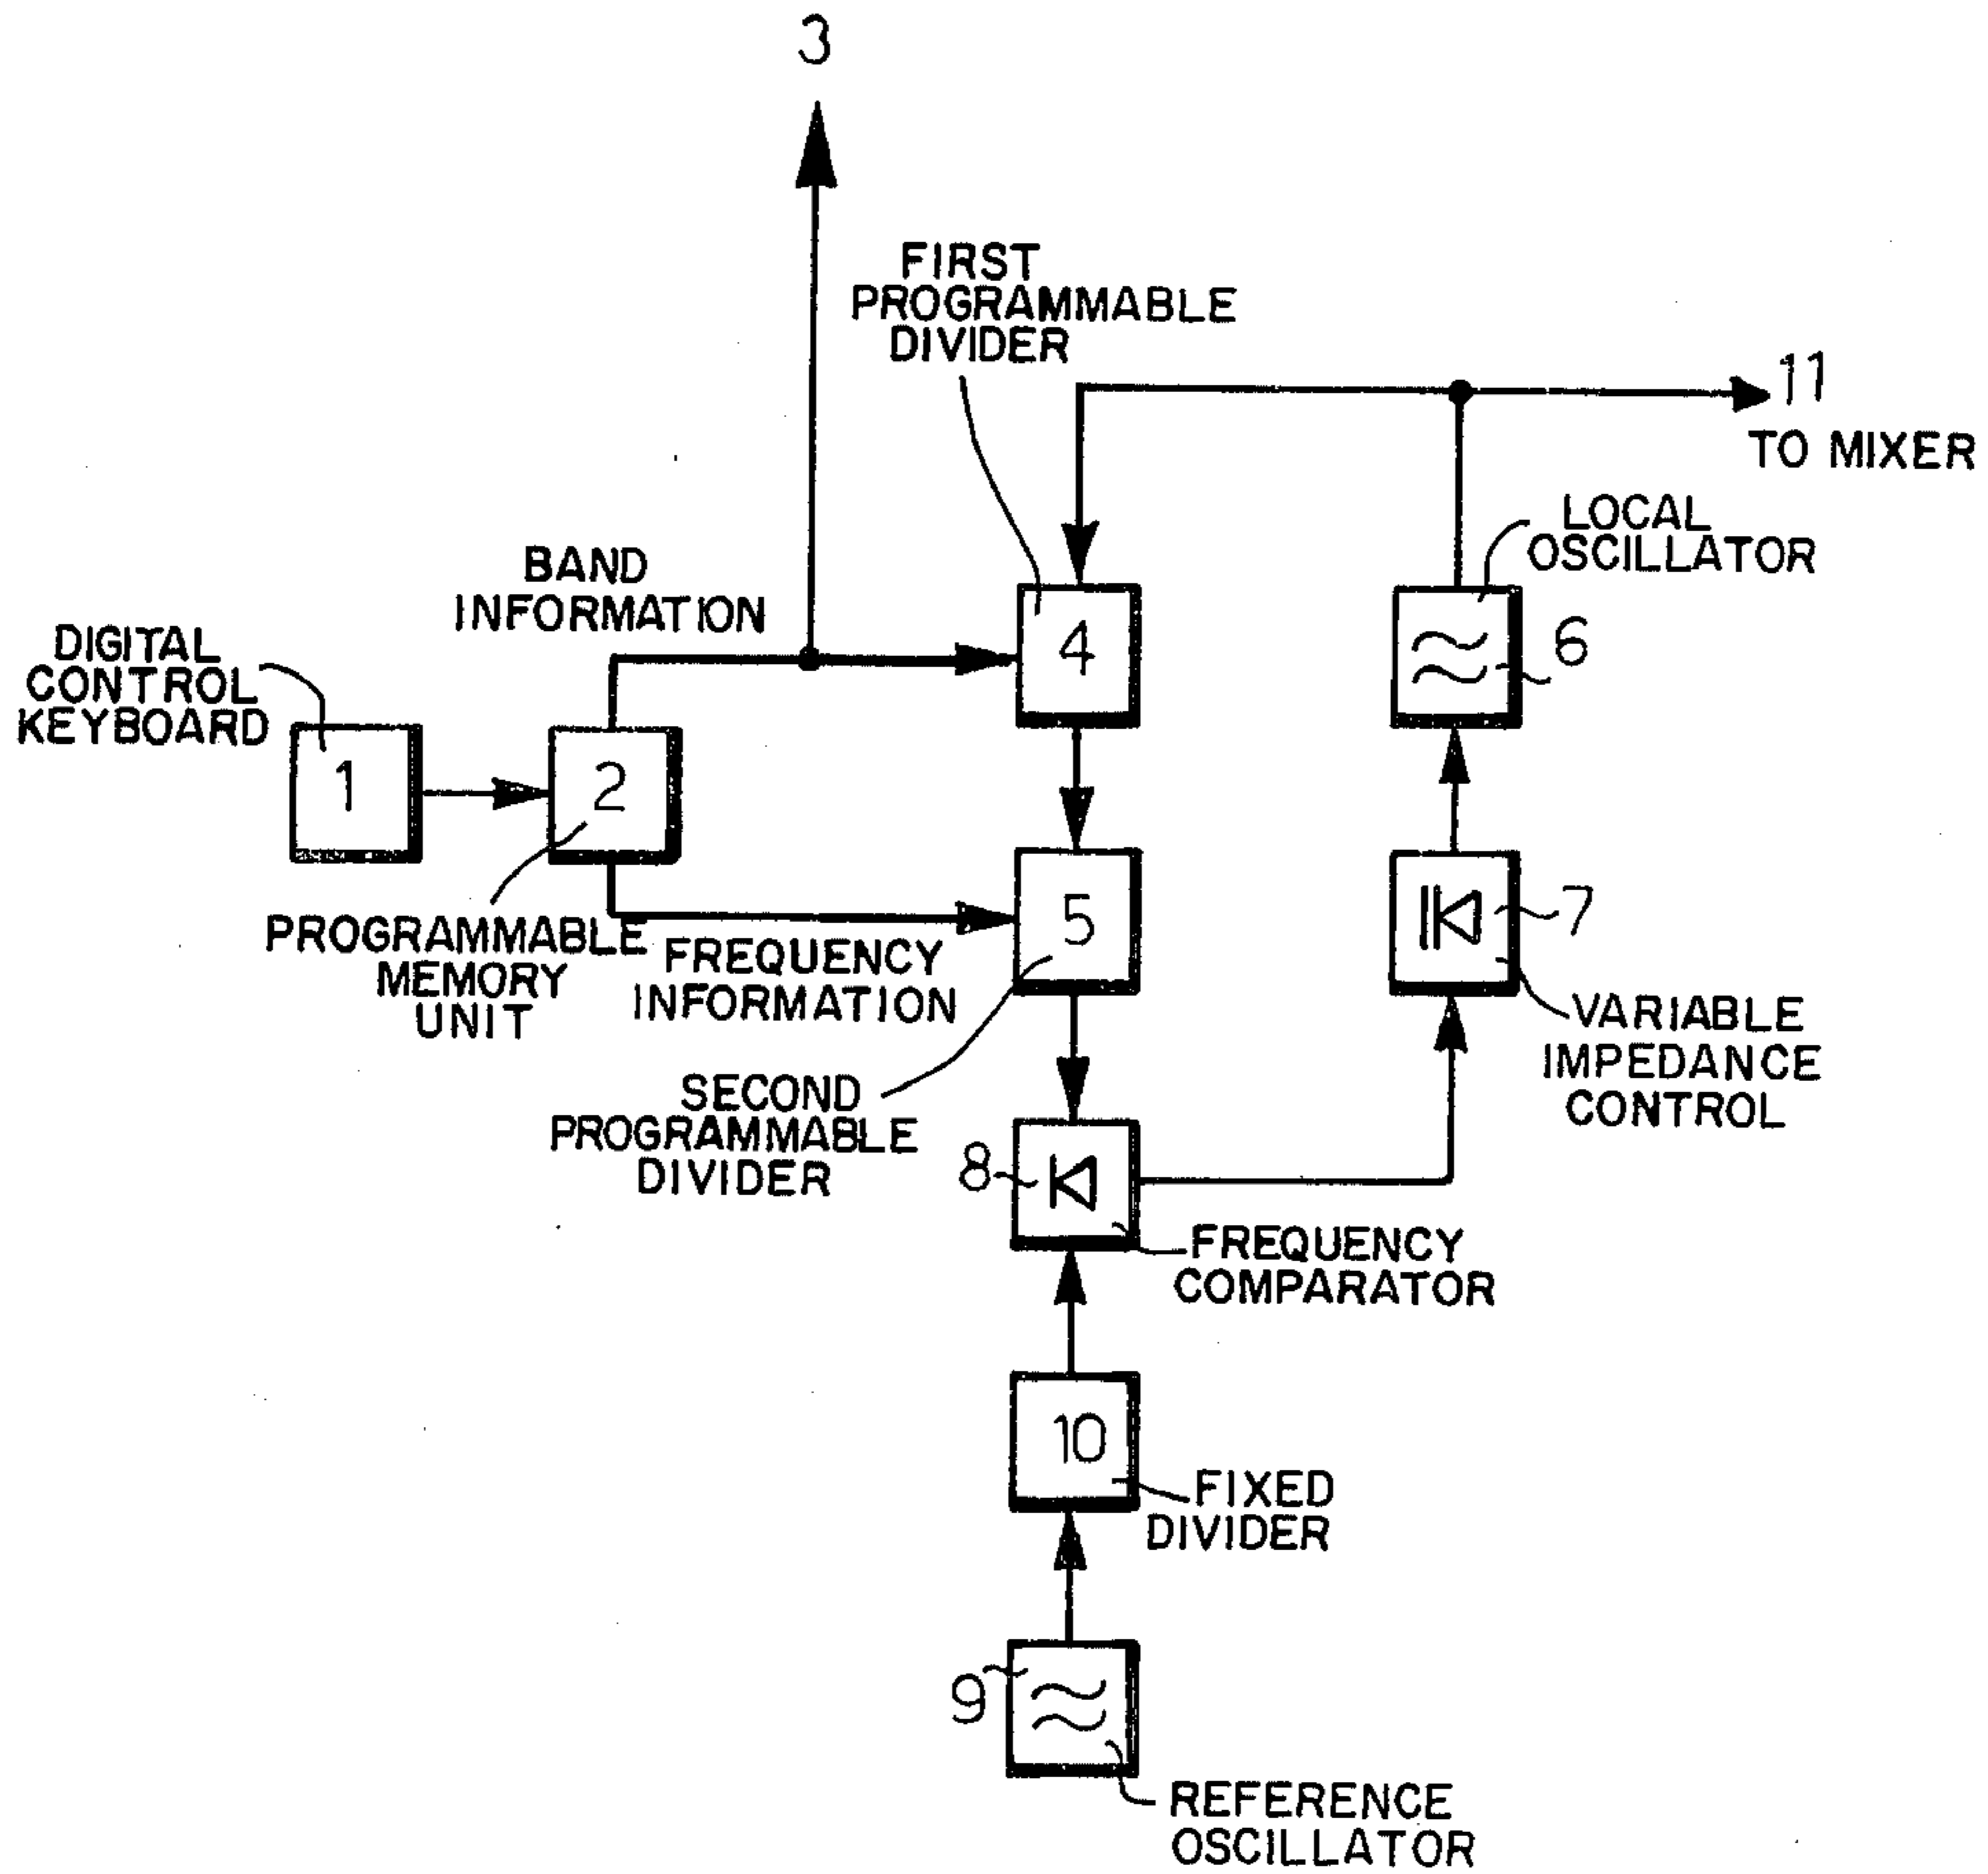 3
FIRST
PROGRAMMABLE
DIVIDER
11
TO MIXER
LOCAL
OSCILLATOR
BAND
INFORMATION
4
6
DIGITAL
CONTROL
KEYBOARD
1
2
5
7
PROGRAMMABLE
MEMORY
UNIT
FREQUENCY
INFORMATION
VARIABLE
IMPEDANCE
CONTROL
SECOND
PROGRAMMABLE
DIVIDER
8
FREQUENCY
COMPARATOR
10
FIXED
DIVIDER
9
REFERENCE
OSCILLATOR